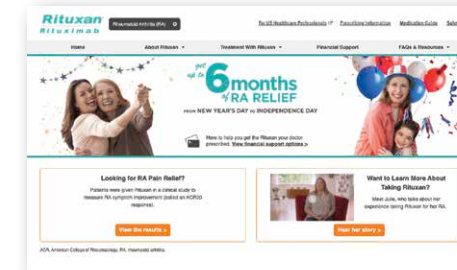 Rituxan
Rituximab
Rheumatoid Arthritis (RA)
For US Healthcare Professionals
Prescribing Information
Medication Guide
Home
About Rituxan
Treatment With Rituxan
Financial Support
FAQs & Resources
get
up to 6 months
of RA RELIEF
FROM NEW YEAR'S DAY TO INDEPENDENCE DAY
Here to help you get the Rituxan your doctor
prescribed. View financial support options >
Looking for RA Pain Relief?
Patients were given Rituxan in a clinical study to
measure RA symptom improvement (called an ACR20
response).
View the results >
Want to Learn More About
Taking Rituxan?
Meet Julie, who talks about her
experience taking Rituxan for her RA.
Hear her story >
ACR, American College of Rheumatology; RA, rheumatoid arthritis.